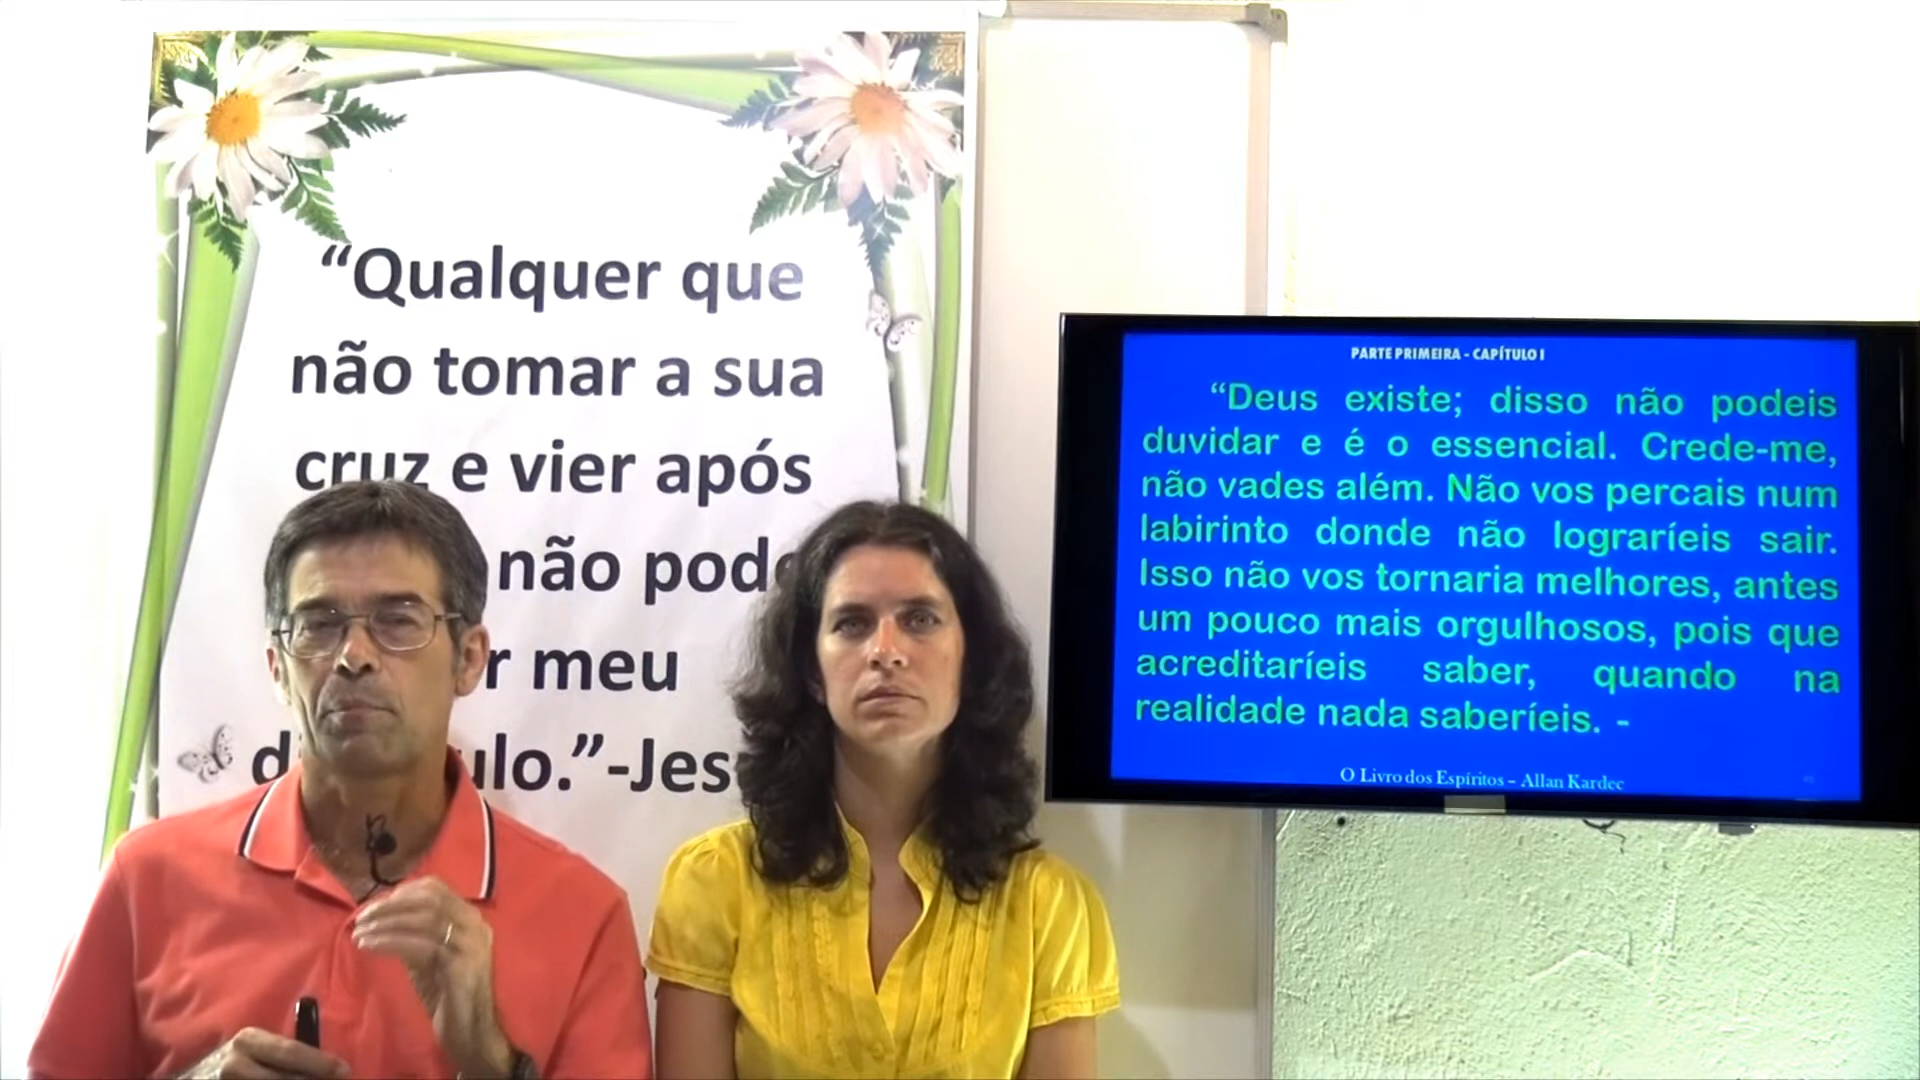 “Qualquer que
não tomar a sua
cruz e vier após
não pode
meu
“-Jes
PARTE PRIMEIRA - CAPÍTULO I
“Deus existe; disso não podeis
duvidar e é o essencial. Crede-me,
não vades além. Não vos percais num
labirinto donde não lograríeis sair.
Isso não vos tornaria melhores, antes
um pouco mais orgulhosos, pois que
acreditaríeis saber, quando na
realidade nada saberíeis. -
O Livro dos Espíritos – Allan Kardec